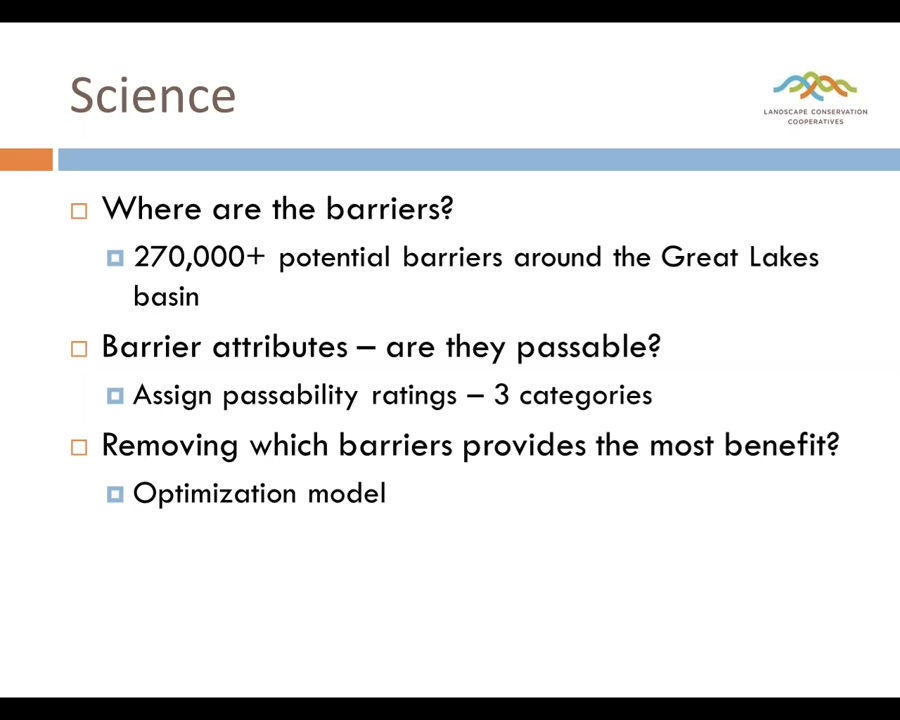 Science
LANDSCAPE CONSERVATION
COOPERATIVES
Where are the barriers?
270,000+ potential barriers around the Great Lakes
basin
Barrier attributes – are they passable?
Assign passability ratings – 3 categories
Removing which barriers provides the most benefit?
Optimization model